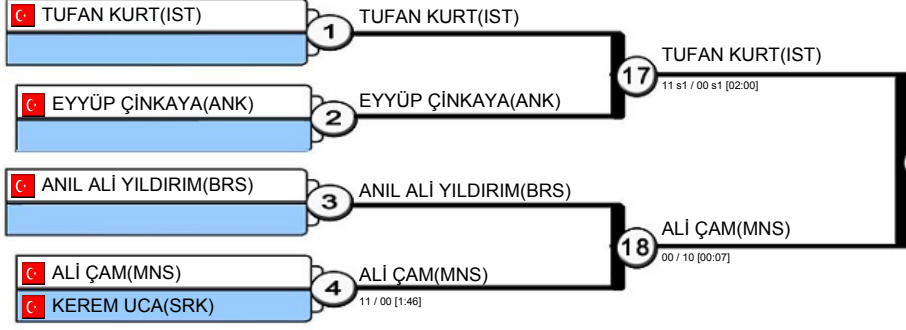 TUFAN KURT(IST)
1
TUFAN KURT(IST)
EYYÜP ÇİNKAYA(ANK)
2
EYYÜP ÇİNKAYA(ANK)
17
TUFAN KURT(IST)
11 s1 / 00 s1 [02:00]
ANIL ALİ YILDIRIM(BRS)
3
ANIL ALİ YILDIRIM(BRS)
ALİ ÇAM(MNS)
KEREM UCA(SRK)
4
ALİ ÇAM(MNS)
11 / 00 [1:46]
18
ALİ ÇAM(MNS)
00 / 10 [00:07]